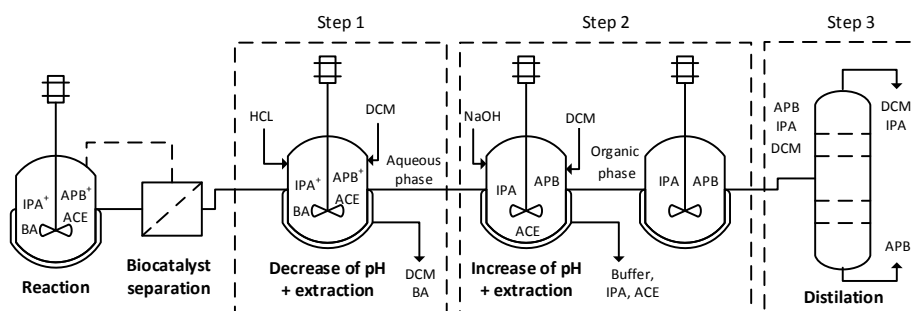 Step 1
Step 2
Step 3
HCL
DCM
NaOH
DCM
APB
IPA
DCM
DCM
IPA
Aqueous
phase
Organic
phase
IPA⁺
APB⁺
BA
ACE
IPA⁺
APB⁺
BA
ACE
IPA
APB
ACE
IPA
APB
Reaction
Biocatalyst
separation
Decrease of pH
+ extraction
DCM
BA
Increase of pH
+ extraction
Buffer,
IPA, ACE
APB
Distilation